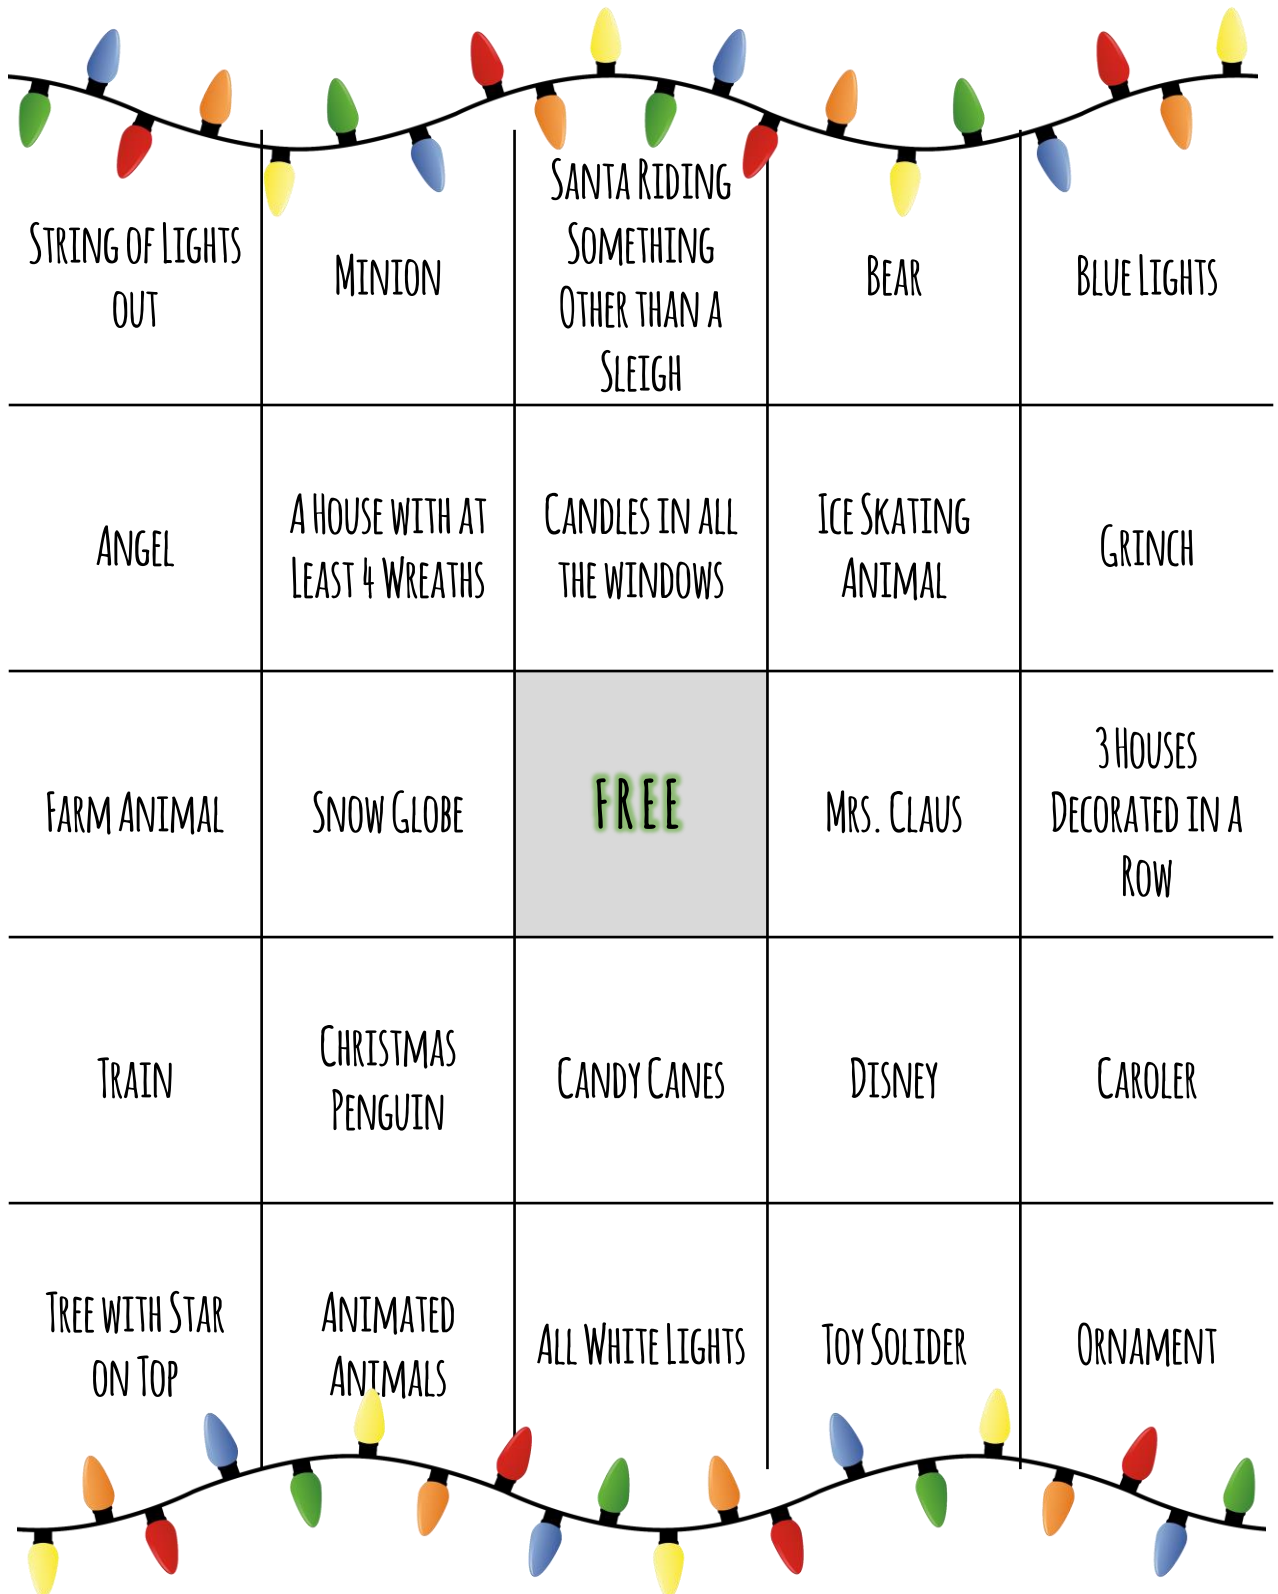 String of Lights
out
Minion
Santa Riding
Something
Other than a
Sleigh
Bear
Blue Lights
Angel
A House with at
Least 4 Wreaths
Candles in all
the windows
Ice Skating
Animal
Grinch
Farm Animal
Snow Globe
FREE
Mrs. Claus
3 Houses
Decorated in a
Row
Train
Christmas
Penguin
Candy Canes
Disney
Caroler
Tree with Star
on Top
Animated
Animals
All White Lights
Toy Solider
Ornament